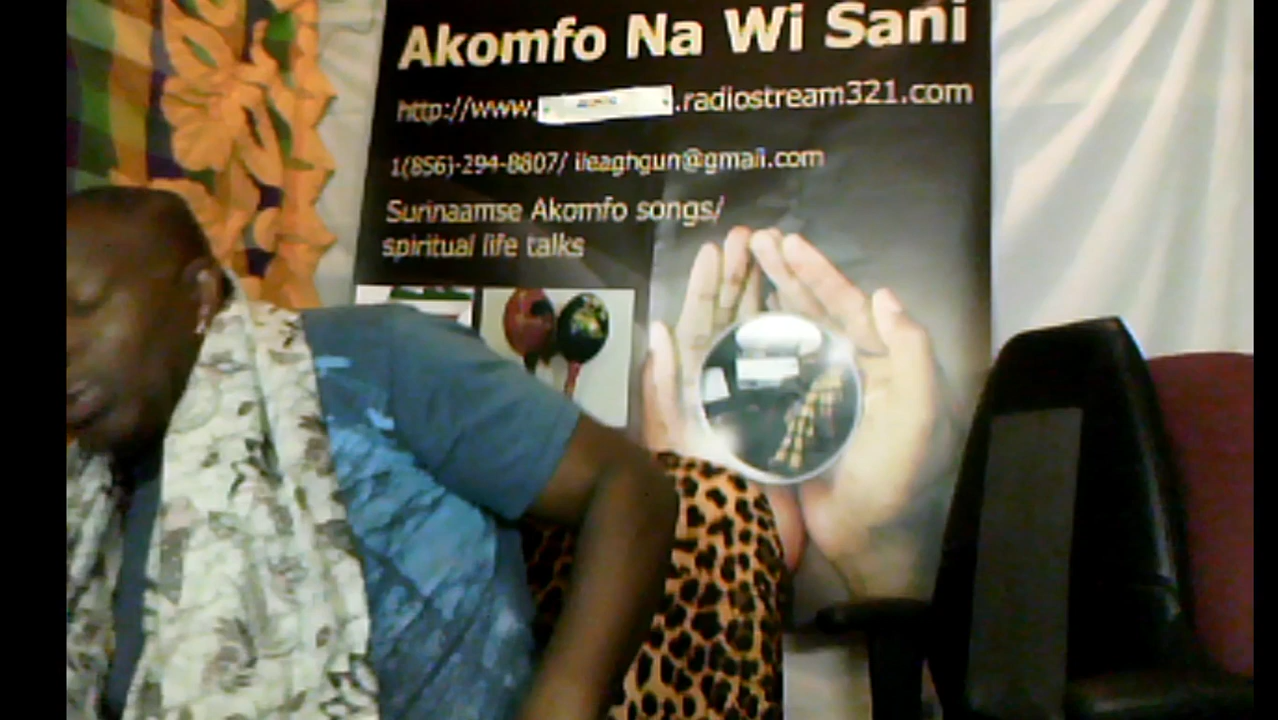 Akomfo Na Wi Sani
http://www. .radiostream321.com
1(856)-294-8807/ ileaghgun@gmail.com
Surinaamse Akomfo songs/
spiritual life talks